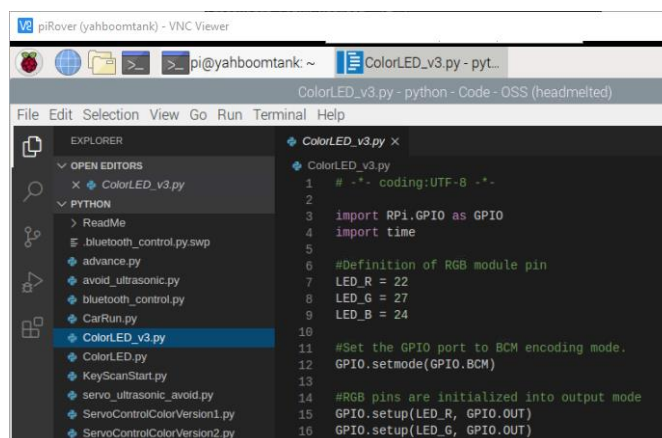 piRover (yahboomtank) - VNC Viewer
pi@yahboomtank: ~
ColorLED_v3.py - pyt...
ColorLED_v3.py - python - Code - OSS (headmelted)
File Edit Selection View Go Run Terminal Help
EXPLORER
OPEN EDITORS
ColorLED_v3.py
PYTHON
ReadMe
.bluetooth_control.py.swp
advance.py
avoid_ultrasonic.py
bluetooth_control.py
CarRun.py
ColorLED_v3.py
ColorLED.py
KeyScanStart.py
servo_ultrasonic_avoid.py
ServoControlColorVersion1.py
ServoControlColorVersion2.py
ColorLED_v3.py
ColorLED_v3.py
1 # -*- coding:UTF-8 -*-
2
3 import RPi.GPIO as GPIO
4 import time
5
6 #Definition of RGB module pin
7 LED_R = 22
8 LED_G = 27
9 LED_B = 24
10
11 #Set the GPIO port to BCM encoding mode.
12 GPIO.setmode(GPIO.BCM)
13
14 #RGB pins are initialized into output mode
15 GPIO.setup(LED_R, GPIO.OUT)
16 GPIO.setup(LED_G, GPIO.OUT)